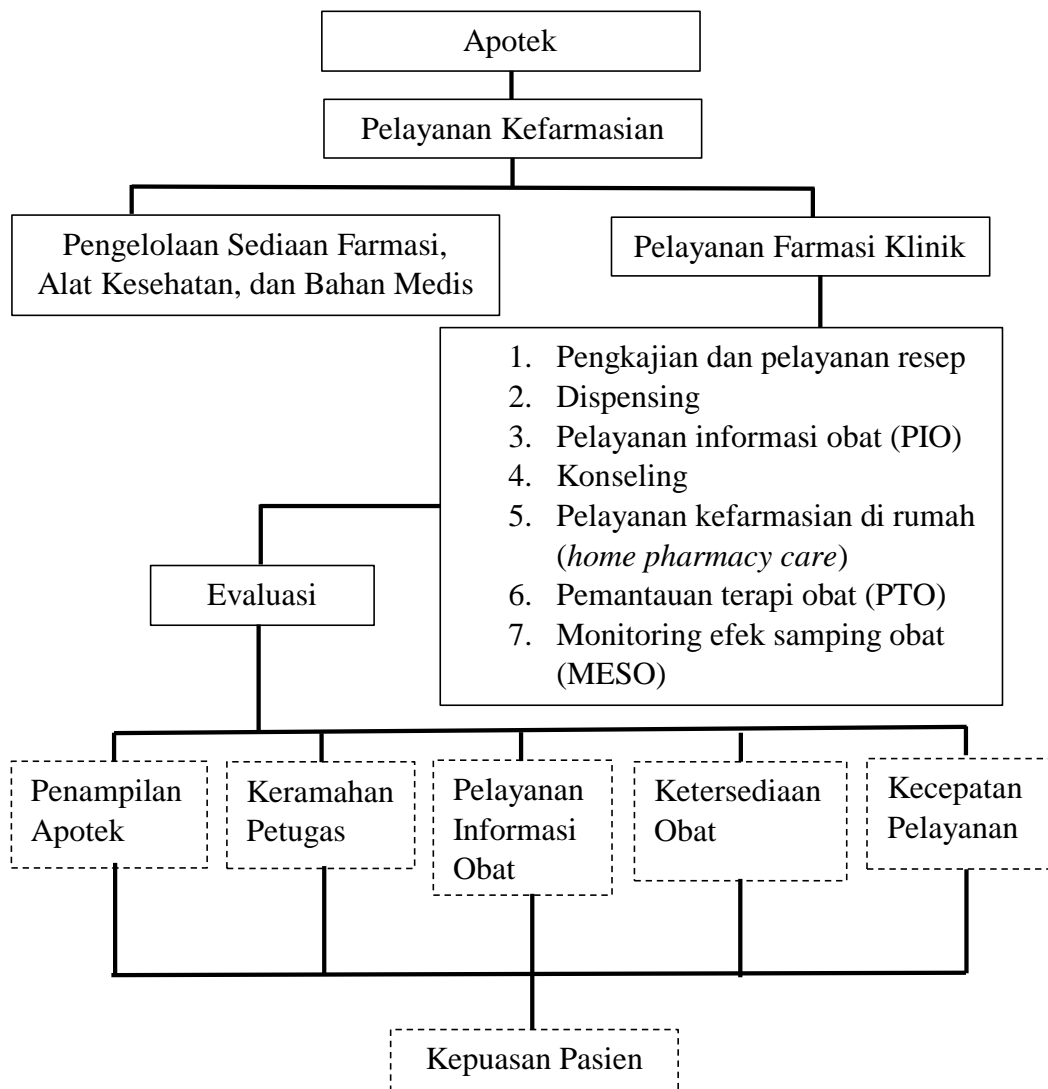 Apotek
Pelayanan Kefarmasian
Pengelolaan Sediaan Farmasi,
Alat Kesehatan, dan Bahan Medis
Pelayanan Farmasi Klinik
1. Pengkajian dan pelayanan resep
2. Dispensing
3. Pelayanan informasi obat (PIO)
4. Konseling
5. Pelayanan kefarmasian di rumah
(home pharmacy care)
6. Pemantauan terapi obat (PTO)
7. Monitoring efek samping obat
(MESO)
Evaluasi
Penampilan
Apotek
Keramahan
Petugas
Pelayanan
Informasi
Obat
Ketersediaan
Obat
Kecepatan
Pelayanan
Kepuasan Pasien